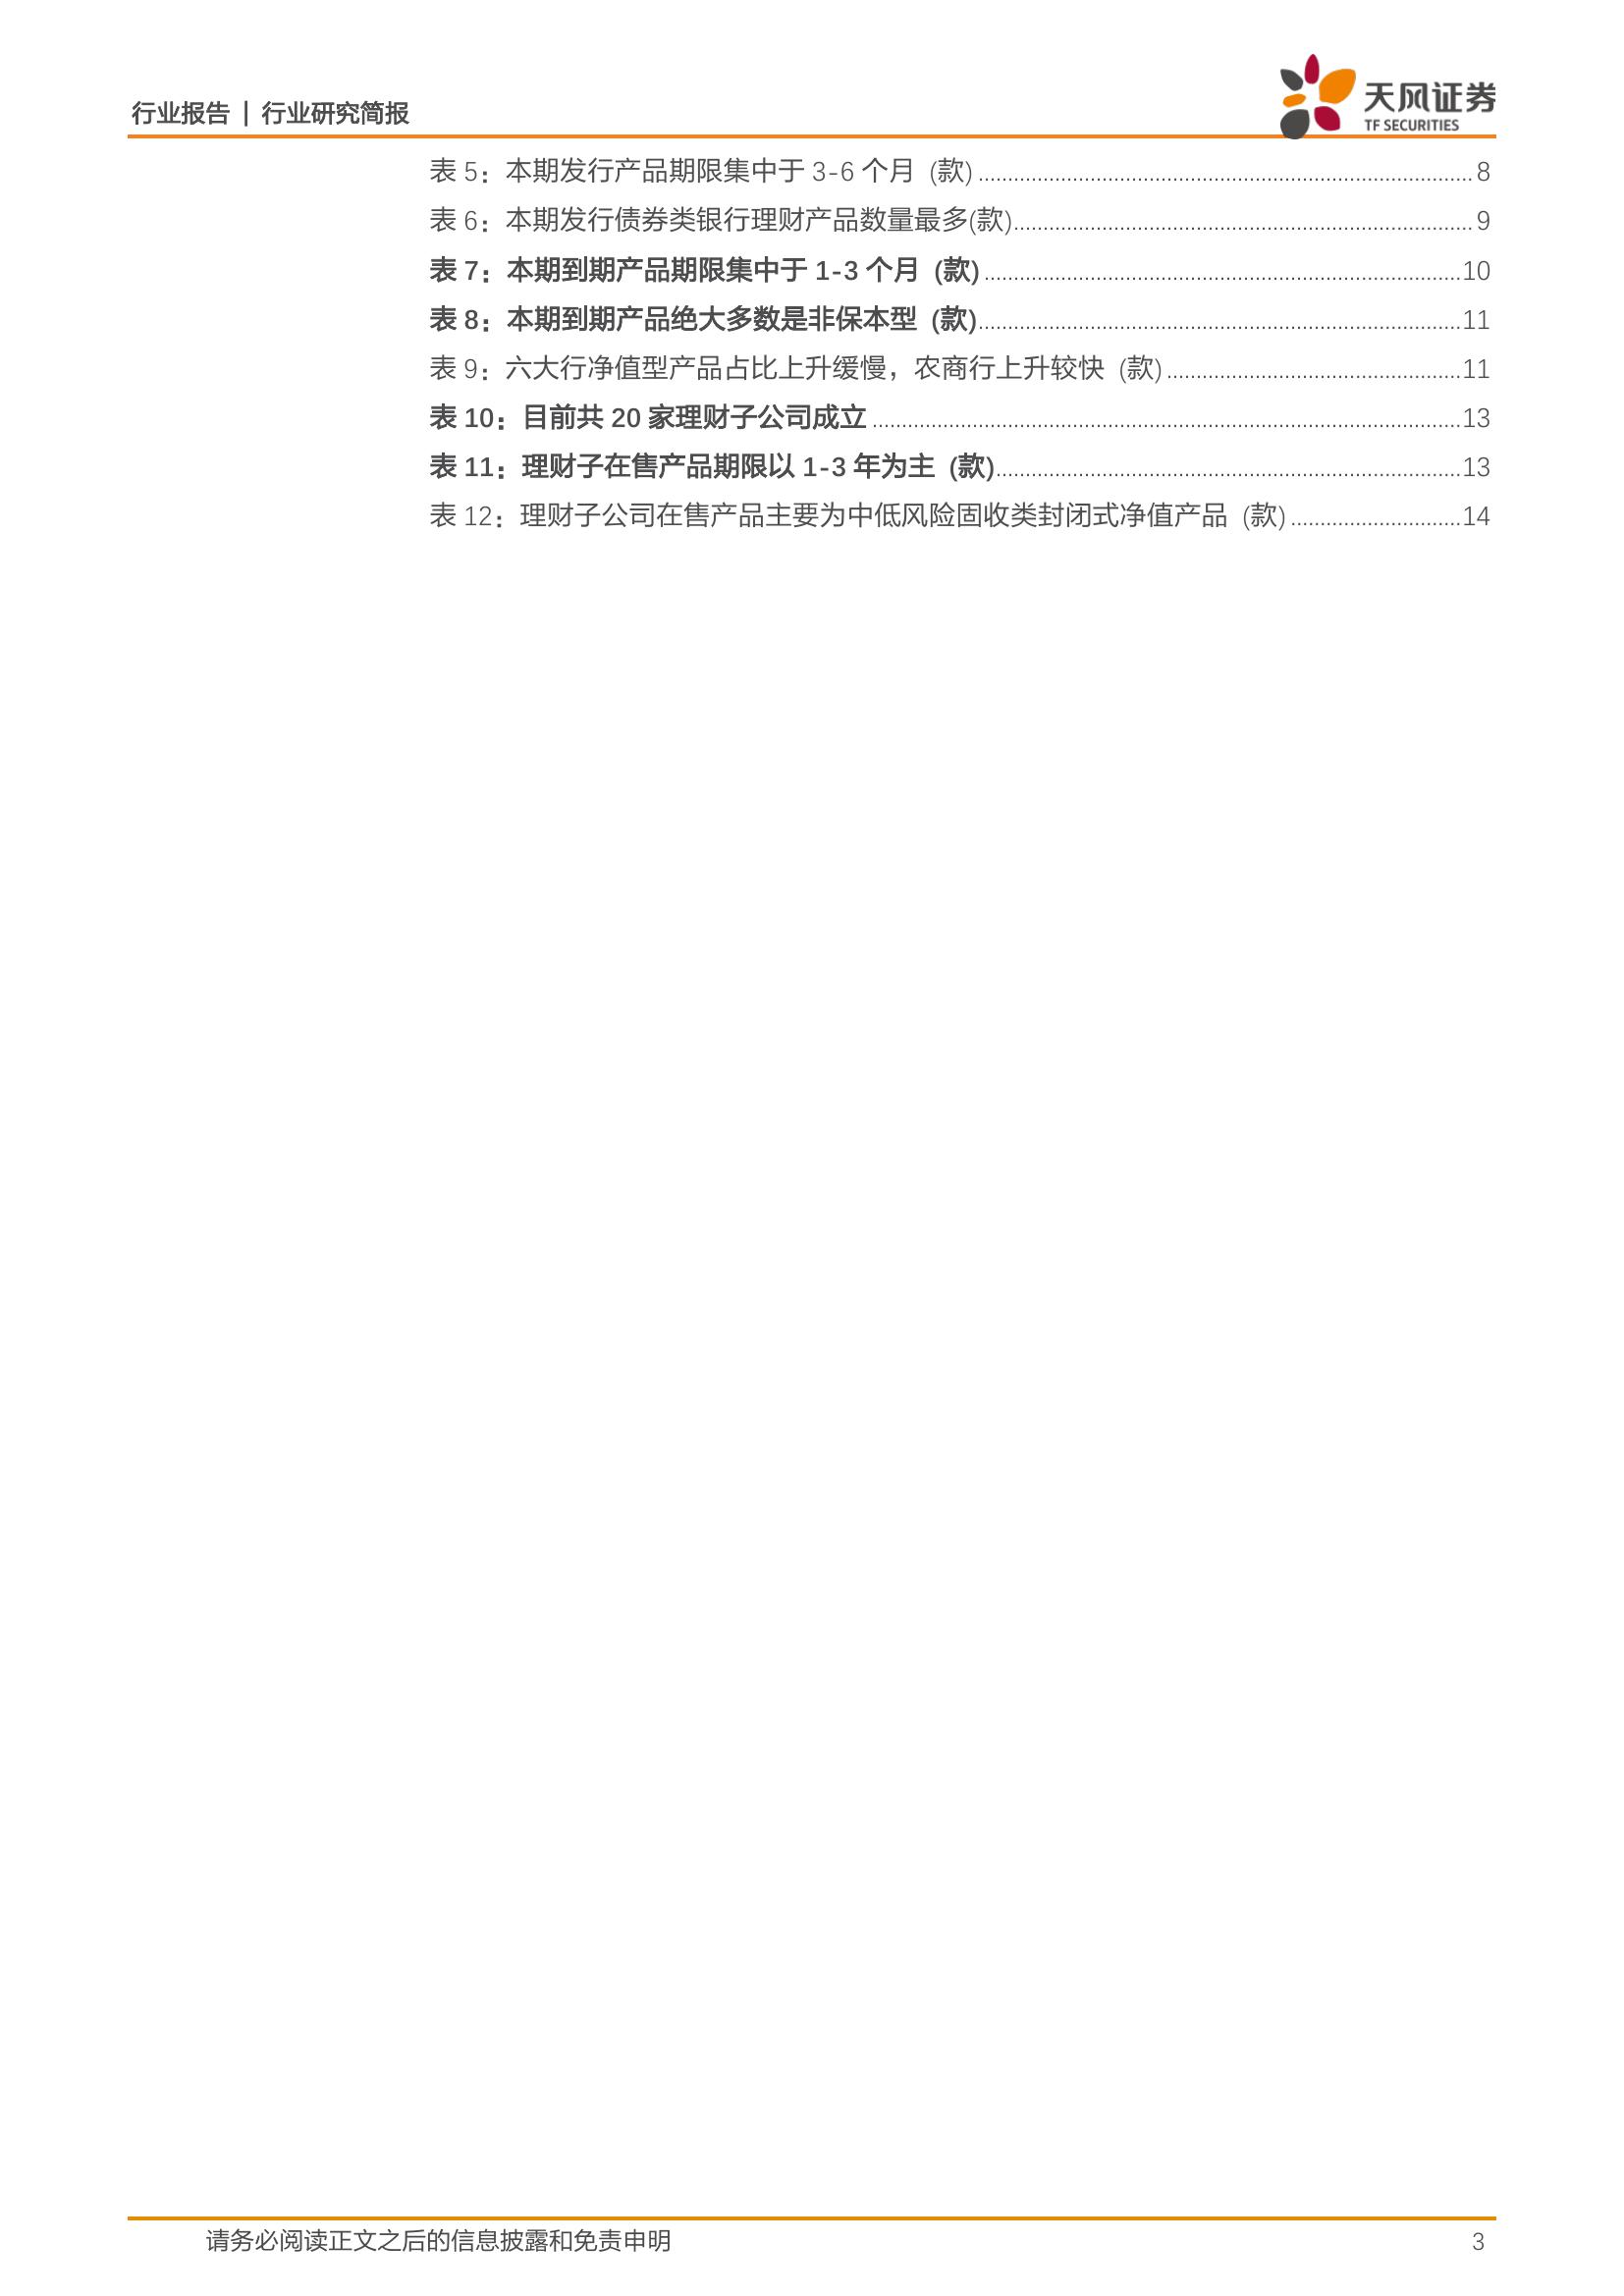 行业报告 | 行业研究简报
天风证券
TF SECURITIES
表 5：本期发行产品期限集中于 3-6 个月 (款)........8
表 6：本期发行债券类银行理财产品数量最多(款)........9
表 7：本期到期产品期限集中于 1-3 个月 (款)........10
表 8：本期到期产品绝大多数是非保本型 (款)........11
表 9：六大行净值型产品占比上升缓慢，农商行上升较快 (款)........11
表 10：目前共 20 家理财子公司成立........13
表 11：理财子在售产品期限以 1-3 年为主 (款)........13
表 12：理财子公司在售产品主要为中低风险固收类封闭式净值产品 (款)........14
请务必阅读正文之后的信息披露和免责申明 3